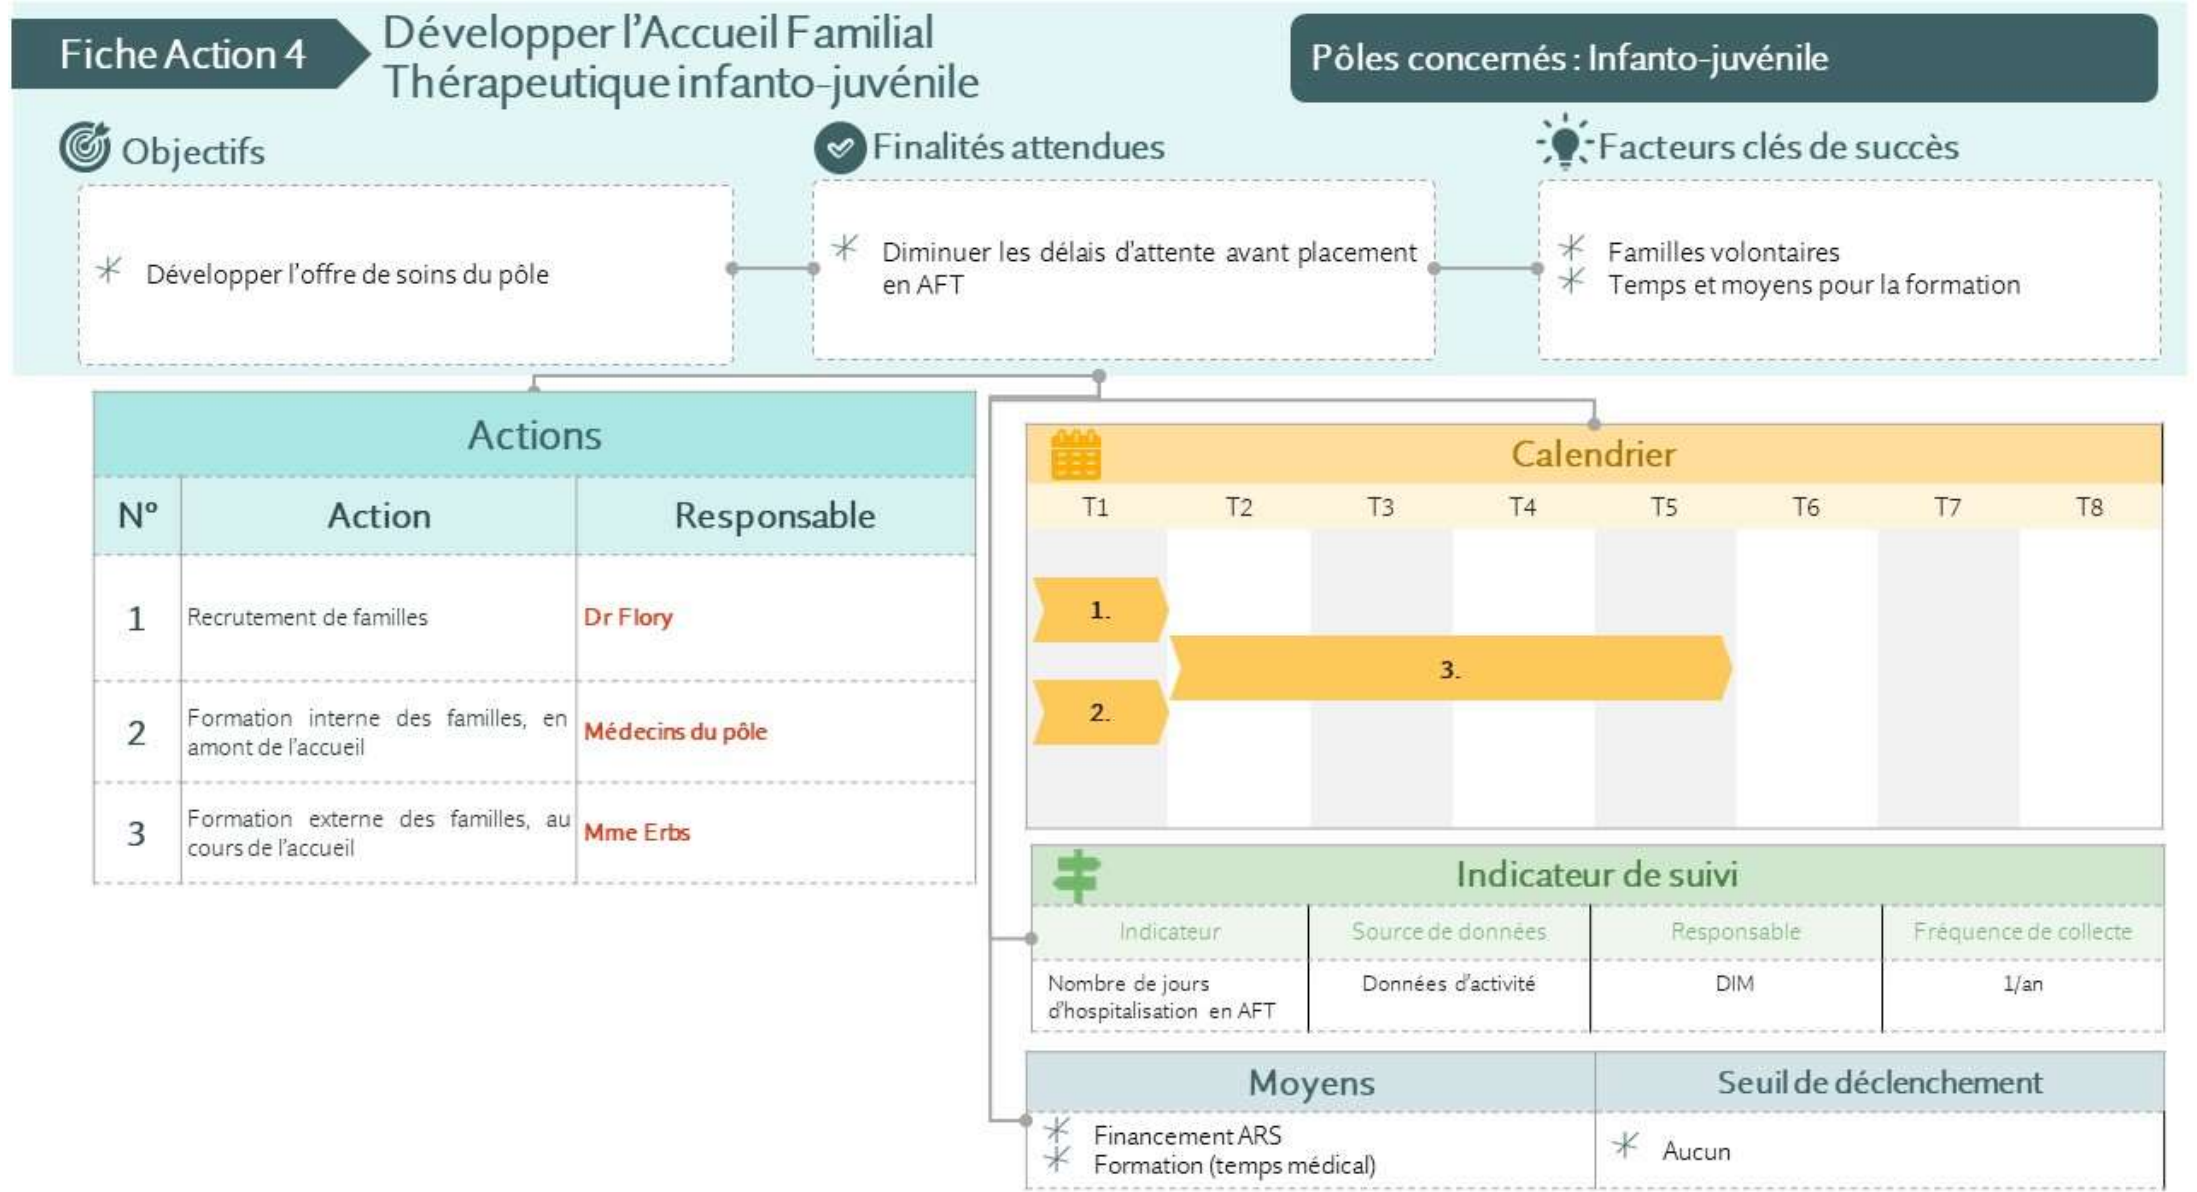 Fiche Action 4
Développer l'Accueil Familial
Thérapeutique infanto-juvénile
Pôles concernés : Infanto-juvénile
Objectifs
Développer l'offre de soins du pôle
Finalités attendues
Diminuer les délais d'attente avant placement
en AFT
Facteurs clés de succès
Familles volontaires
Temps et moyens pour la formation
Actions
N° Action Responsable
1 Recrutement de familles Dr Flory
2 Formation interne des familles, en
amont de l'accueil Médecins du pôle
3 Formation externe des familles, au
cours de l'accueil Mme Erbs
Calendrier
T1 T2 T3 T4 T5 T6 T7 T8
1.
3.
2.
Indicateur de suivi
Indicateur Source de données Responsable Fréquence de collecte
Nombre de jours Données d'activité DIM 1/an
d'hospitalisation en AFT
Moyens
Financement ARS
Formation (temps médical)
Seuil de déclenchement
Aucun